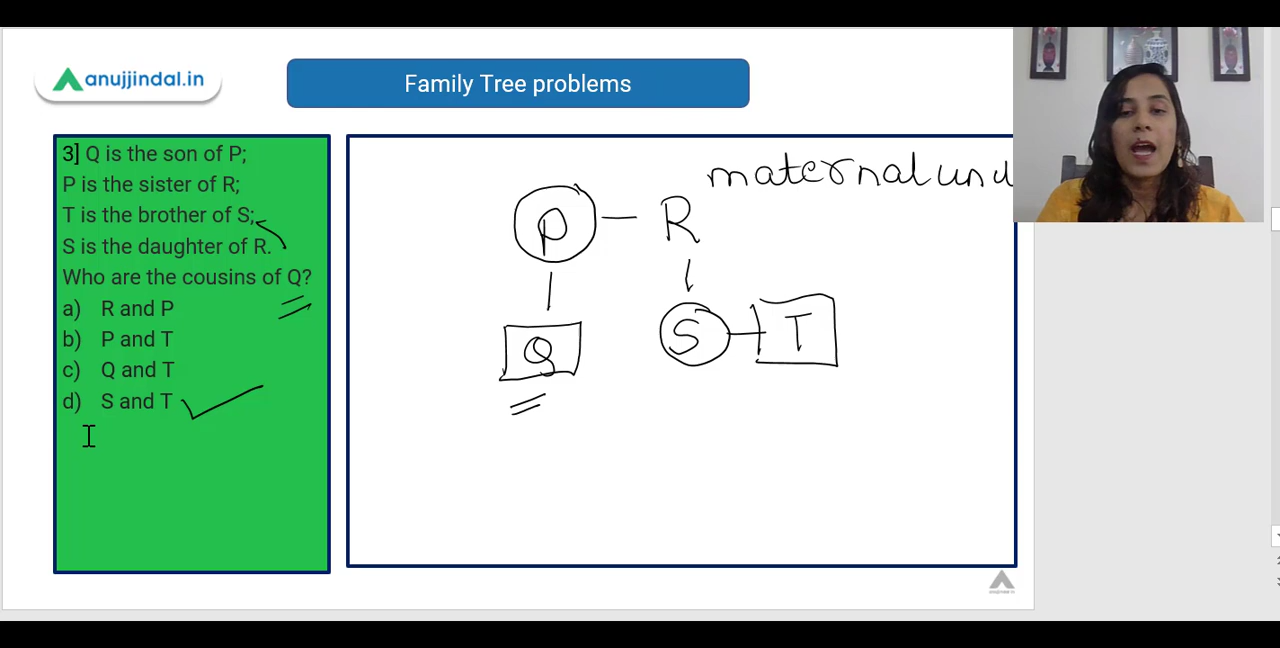 anujjindal.in
Family Tree problems
3] Q is the son of P;
P is the sister of R;
T is the brother of S;
S is the daughter of R.
Who are the cousins of Q?
a) R and P
b) P and T
c) Q and T
d) S and T
maternal
P R
Q S T